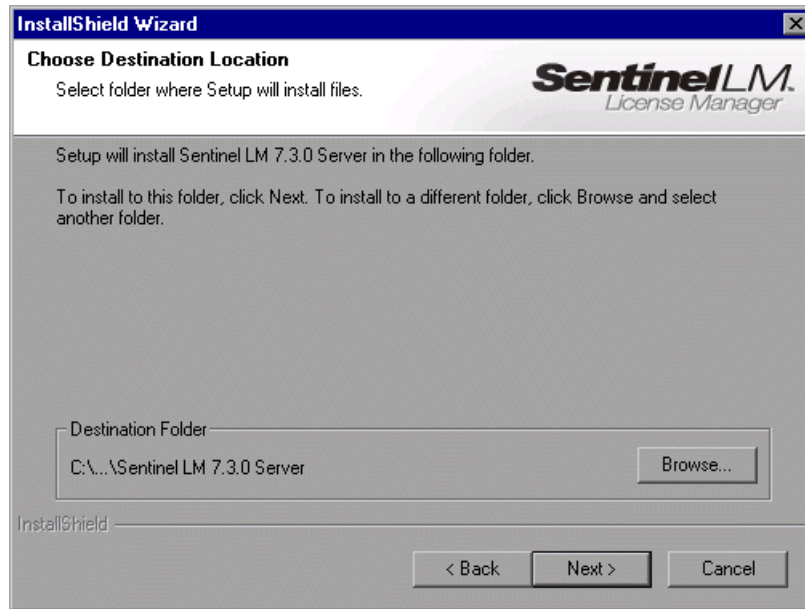 InstallShield Wizard
Choose Destination Location
Select folder where Setup will install files.
SentinelLM.
License Manager
Setup will install Sentinel LM 7.3.0 Server in the following folder.
To install to this folder, click Next. To install to a different folder, click Browse and select
another folder.
Destination Folder
C:\...\Sentinel LM 7.3.0 Server
Browse...
InstallShield
< Back
Next >
Cancel